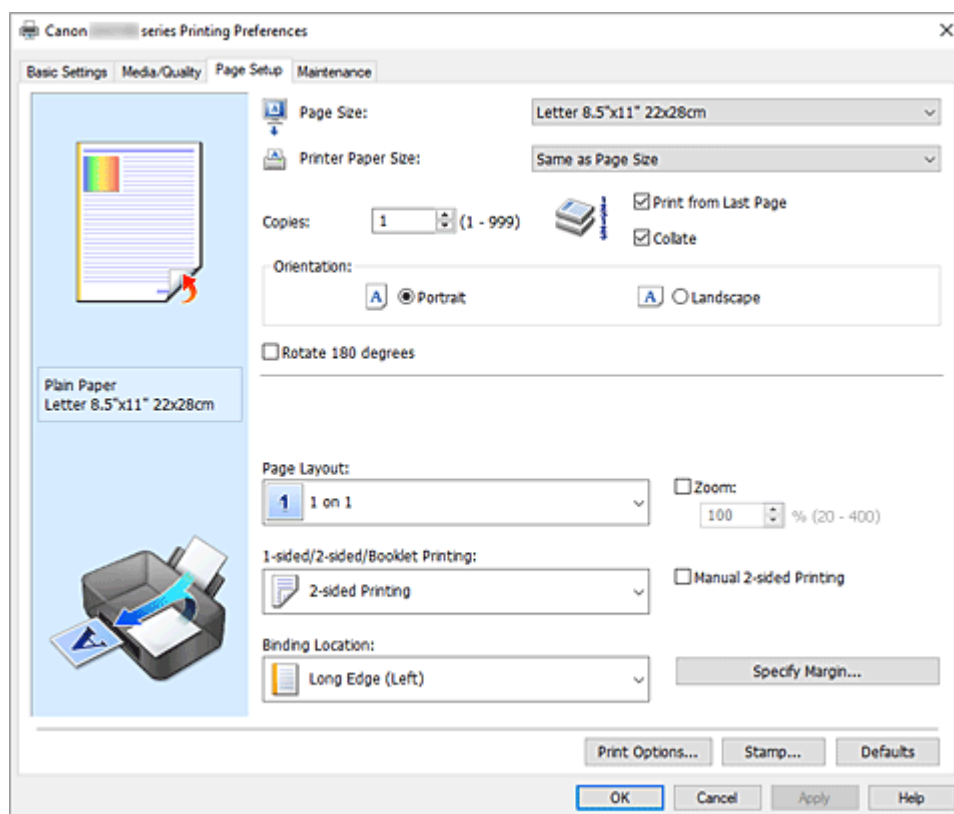 Canon series Printing Preferences
Basic Settings Media/Quality Page Setup Maintenance
Page Size: Letter 8.5"x11" 22x28cm
Printer Paper Size: Same as Page Size
Copies: 1 (1 - 999)
Print from Last Page
Collate
Orientation:
A Portrait A Landscape
Rotate 180 degrees
Plain Paper
Letter 8.5"x11" 22x28cm
Page Layout:
1 1 on 1
Zoom:
100 % (20 - 400)
1-sided/2-sided/Booklet Printing:
2-sided Printing
Manual 2-sided Printing
Binding Location:
Long Edge (Left)
Specify Margin...
A
Print Options... Stamp... Defaults
OK Cancel Apply Help